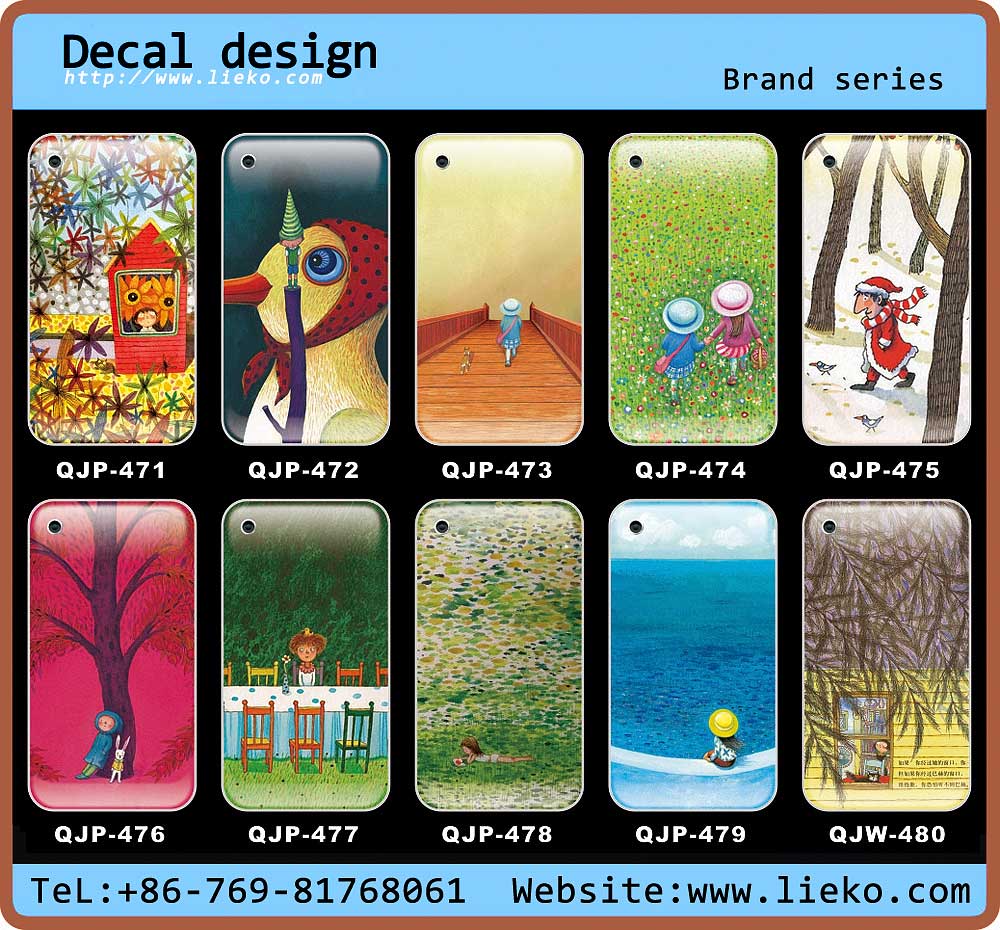 Decal design
http://www.lieko.com
Brand series
QJP-471 QJP-472 QJP-473 QJP-474 QJP-475
QJP-476 QJP-477 QJP-478 QJP-479 QJW-480
TeL:+86-769-81768061 Website:www.lieko.com